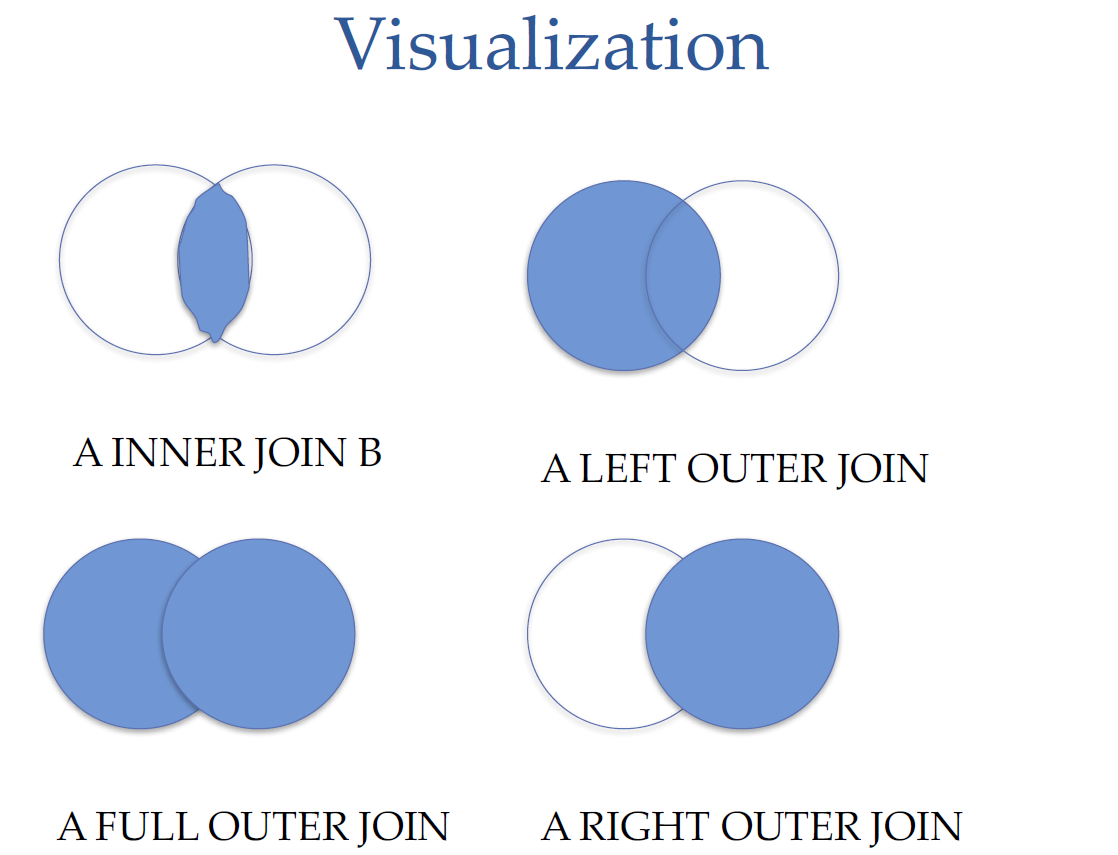 Visualization
A INNER JOIN B
A LEFT OUTER JOIN
A FULL OUTER JOIN
A RIGHT OUTER JOIN